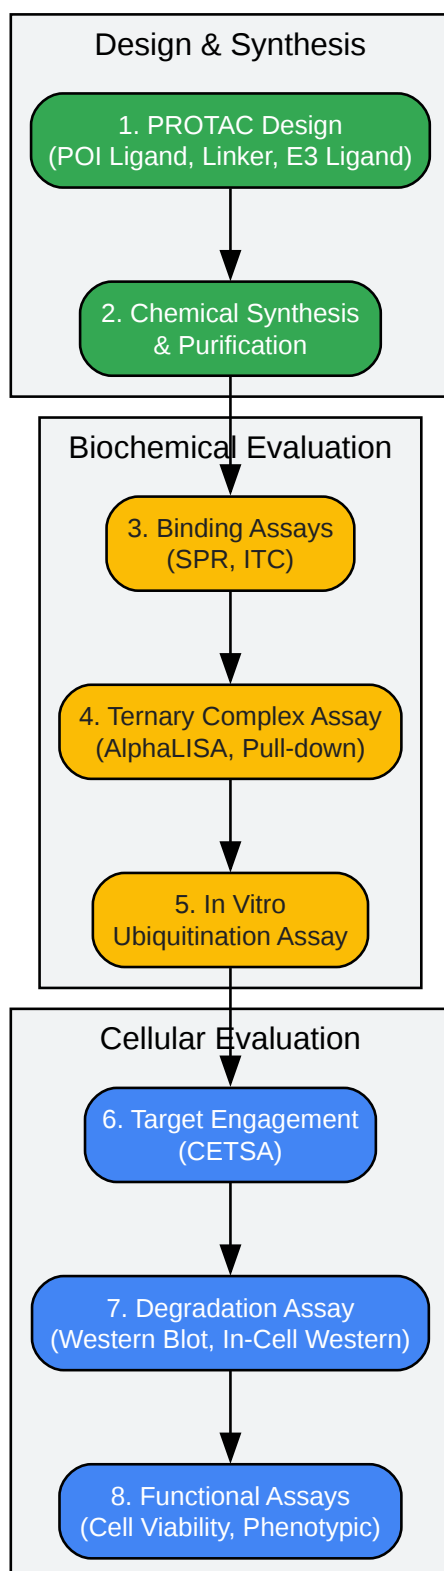 Design & Synthesis
1. PROTAC Design
(POI Ligand, Linker, E3 Ligand)
2. Chemical Synthesis
& Purification
Biochemical Evaluation
3. Binding Assays
(SPR, ITC)
4. Ternary Complex Assay
(AlphaLISA, Pull-down)
5. In Vitro
Ubiquitination Assay
Cellular Evaluation
6. Target Engagement
(CETSA)
7. Degradation Assay
(Western Blot, In-Cell Western)
8. Functional Assays
(Cell Viability, Phenotypic)